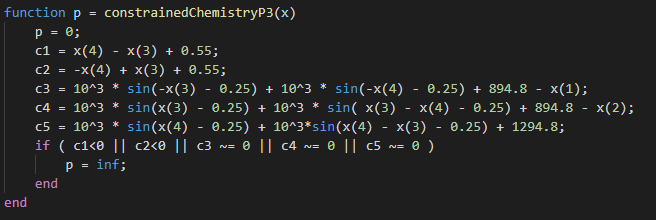 function p = constrainedChemistryP3(x)
p = 0;
c1 = x(4) - x(3) + 0.55;
c2 = -x(4) + x(3) + 0.55;
c3 = 10^3 * sin(-x(3) - 0.25) + 10^3 * sin(-x(4) - 0.25) + 894.8 - x(1);
c4 = 10^3 * sin(x(3) - 0.25) + 10^3 * sin( x(3) - x(4) - 0.25) + 894.8 - x(2);
c5 = 10^3 * sin(x(4) - 0.25) + 10^3*sin(x(4) - x(3) - 0.25) + 1294.8;
if ( c1<0 || c2<0 || c3 ~= 0 || c4 ~= 0 || c5 ~= 0 )
p = inf;
end
end